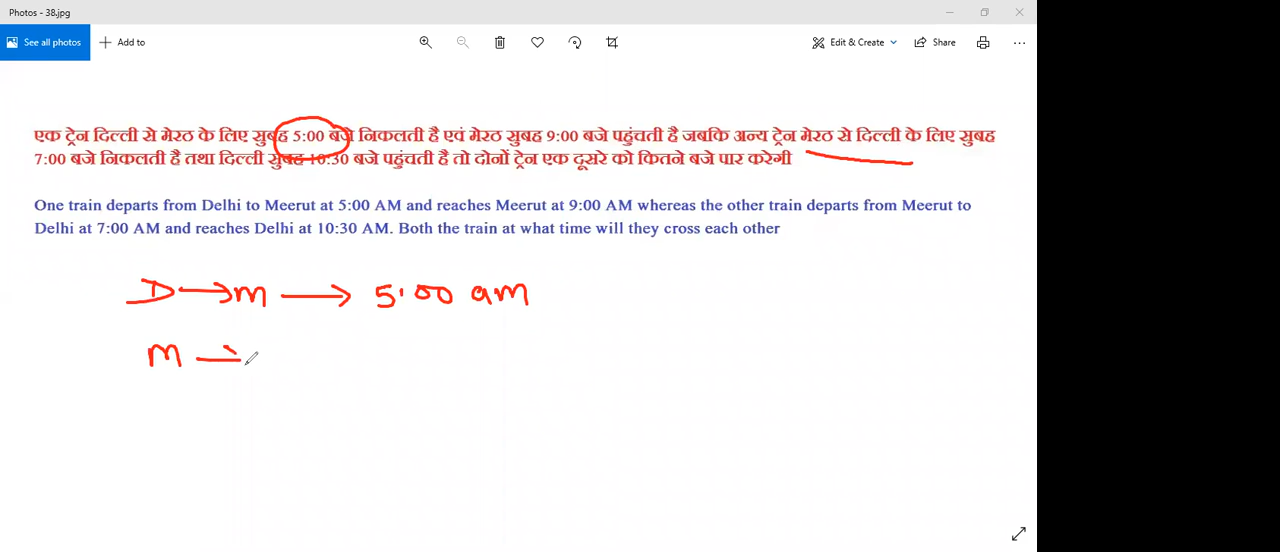 Photos - 38.jpg
See all photos
Add to
Edit & Create
Share
एक ट्रेन दिल्ली से मेरठ के लिए सुबह 5:00 बजे निकलती है एवं मेरठ सुबह 9:00 बजे पहुंचती है जबकि अन्य ट्रेन मेरठ से दिल्ली के लिए सुबह
7:00 बजे निकलती है तथा दिल्ली सुबह 10:30 बजे पहुंचती है तो दोनों ट्रेन एक दूसरे को कितने बजे पार करेगी
One train departs from Delhi to Meerut at 5:00 AM and reaches Meerut at 9:00 AM whereas the other train departs from Meerut to
Delhi at 7:00 AM and reaches Delhi at 10:30 AM. Both the train at what time will they cross each other
D → m → 5.00 am
m →